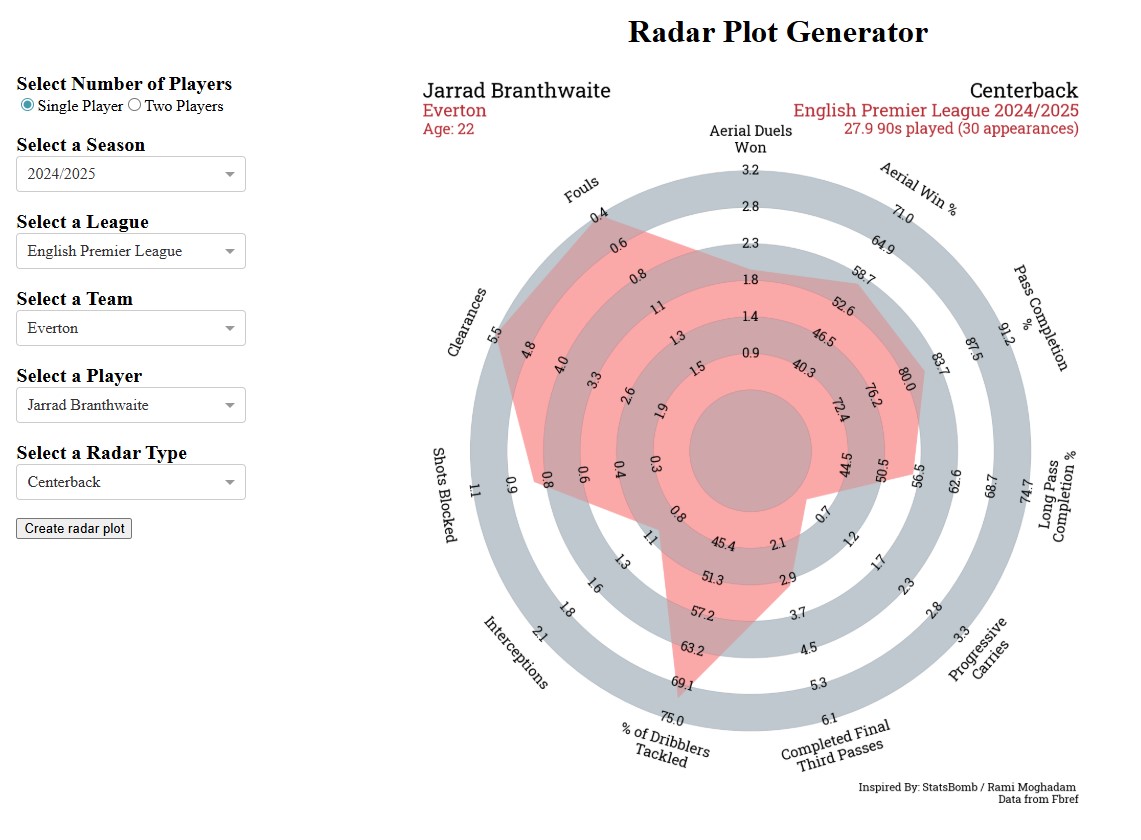 Radar Plot Generator
Select Number of Players
Single Player Two Players
Select a Season
2024/2025
Select a League
English Premier League
Select a Team
Everton
Select a Player
Jarrad Branthwaite
Select a Radar Type
Centerback
Create radar plot
Jarrad Branthwaite
Everton
Age: 22
Centerback
English Premier League 2024/2025
27.9 90s played (30 appearances)
Aerial Duels
Won
3.2
2.8
2.3
1.8
1.4
0.9
Aerial Win %
71.0
64.9
58.7
52.6
46.5
40.3
Pass Completion
%
91.2
87.5
83.7
80.0
76.2
72.4
Long Pass
Completion %
74.7
68.7
62.6
56.5
50.5
44.5
Progressive
Carries
3.3
2.8
2.3
1.7
1.2
0.7
Completed Final
Third Passes
6.1
5.3
4.5
3.7
2.9
2.1
% of Dribblers
Tackled
75.0
69.1
63.2
57.2
51.3
45.4
Interceptions
2.1
1.8
1.6
1.3
1.1
0.8
Shots Blocked
1.1
0.9
0.8
0.6
0.4
0.3
Clearances
5.5
4.8
4.0
3.3
2.6
1.9
Fouls
0.4
0.6
0.8
1.1
1.3
1.5
Inspired By: StatsBomb / Rami Moghadam
Data from Fbref